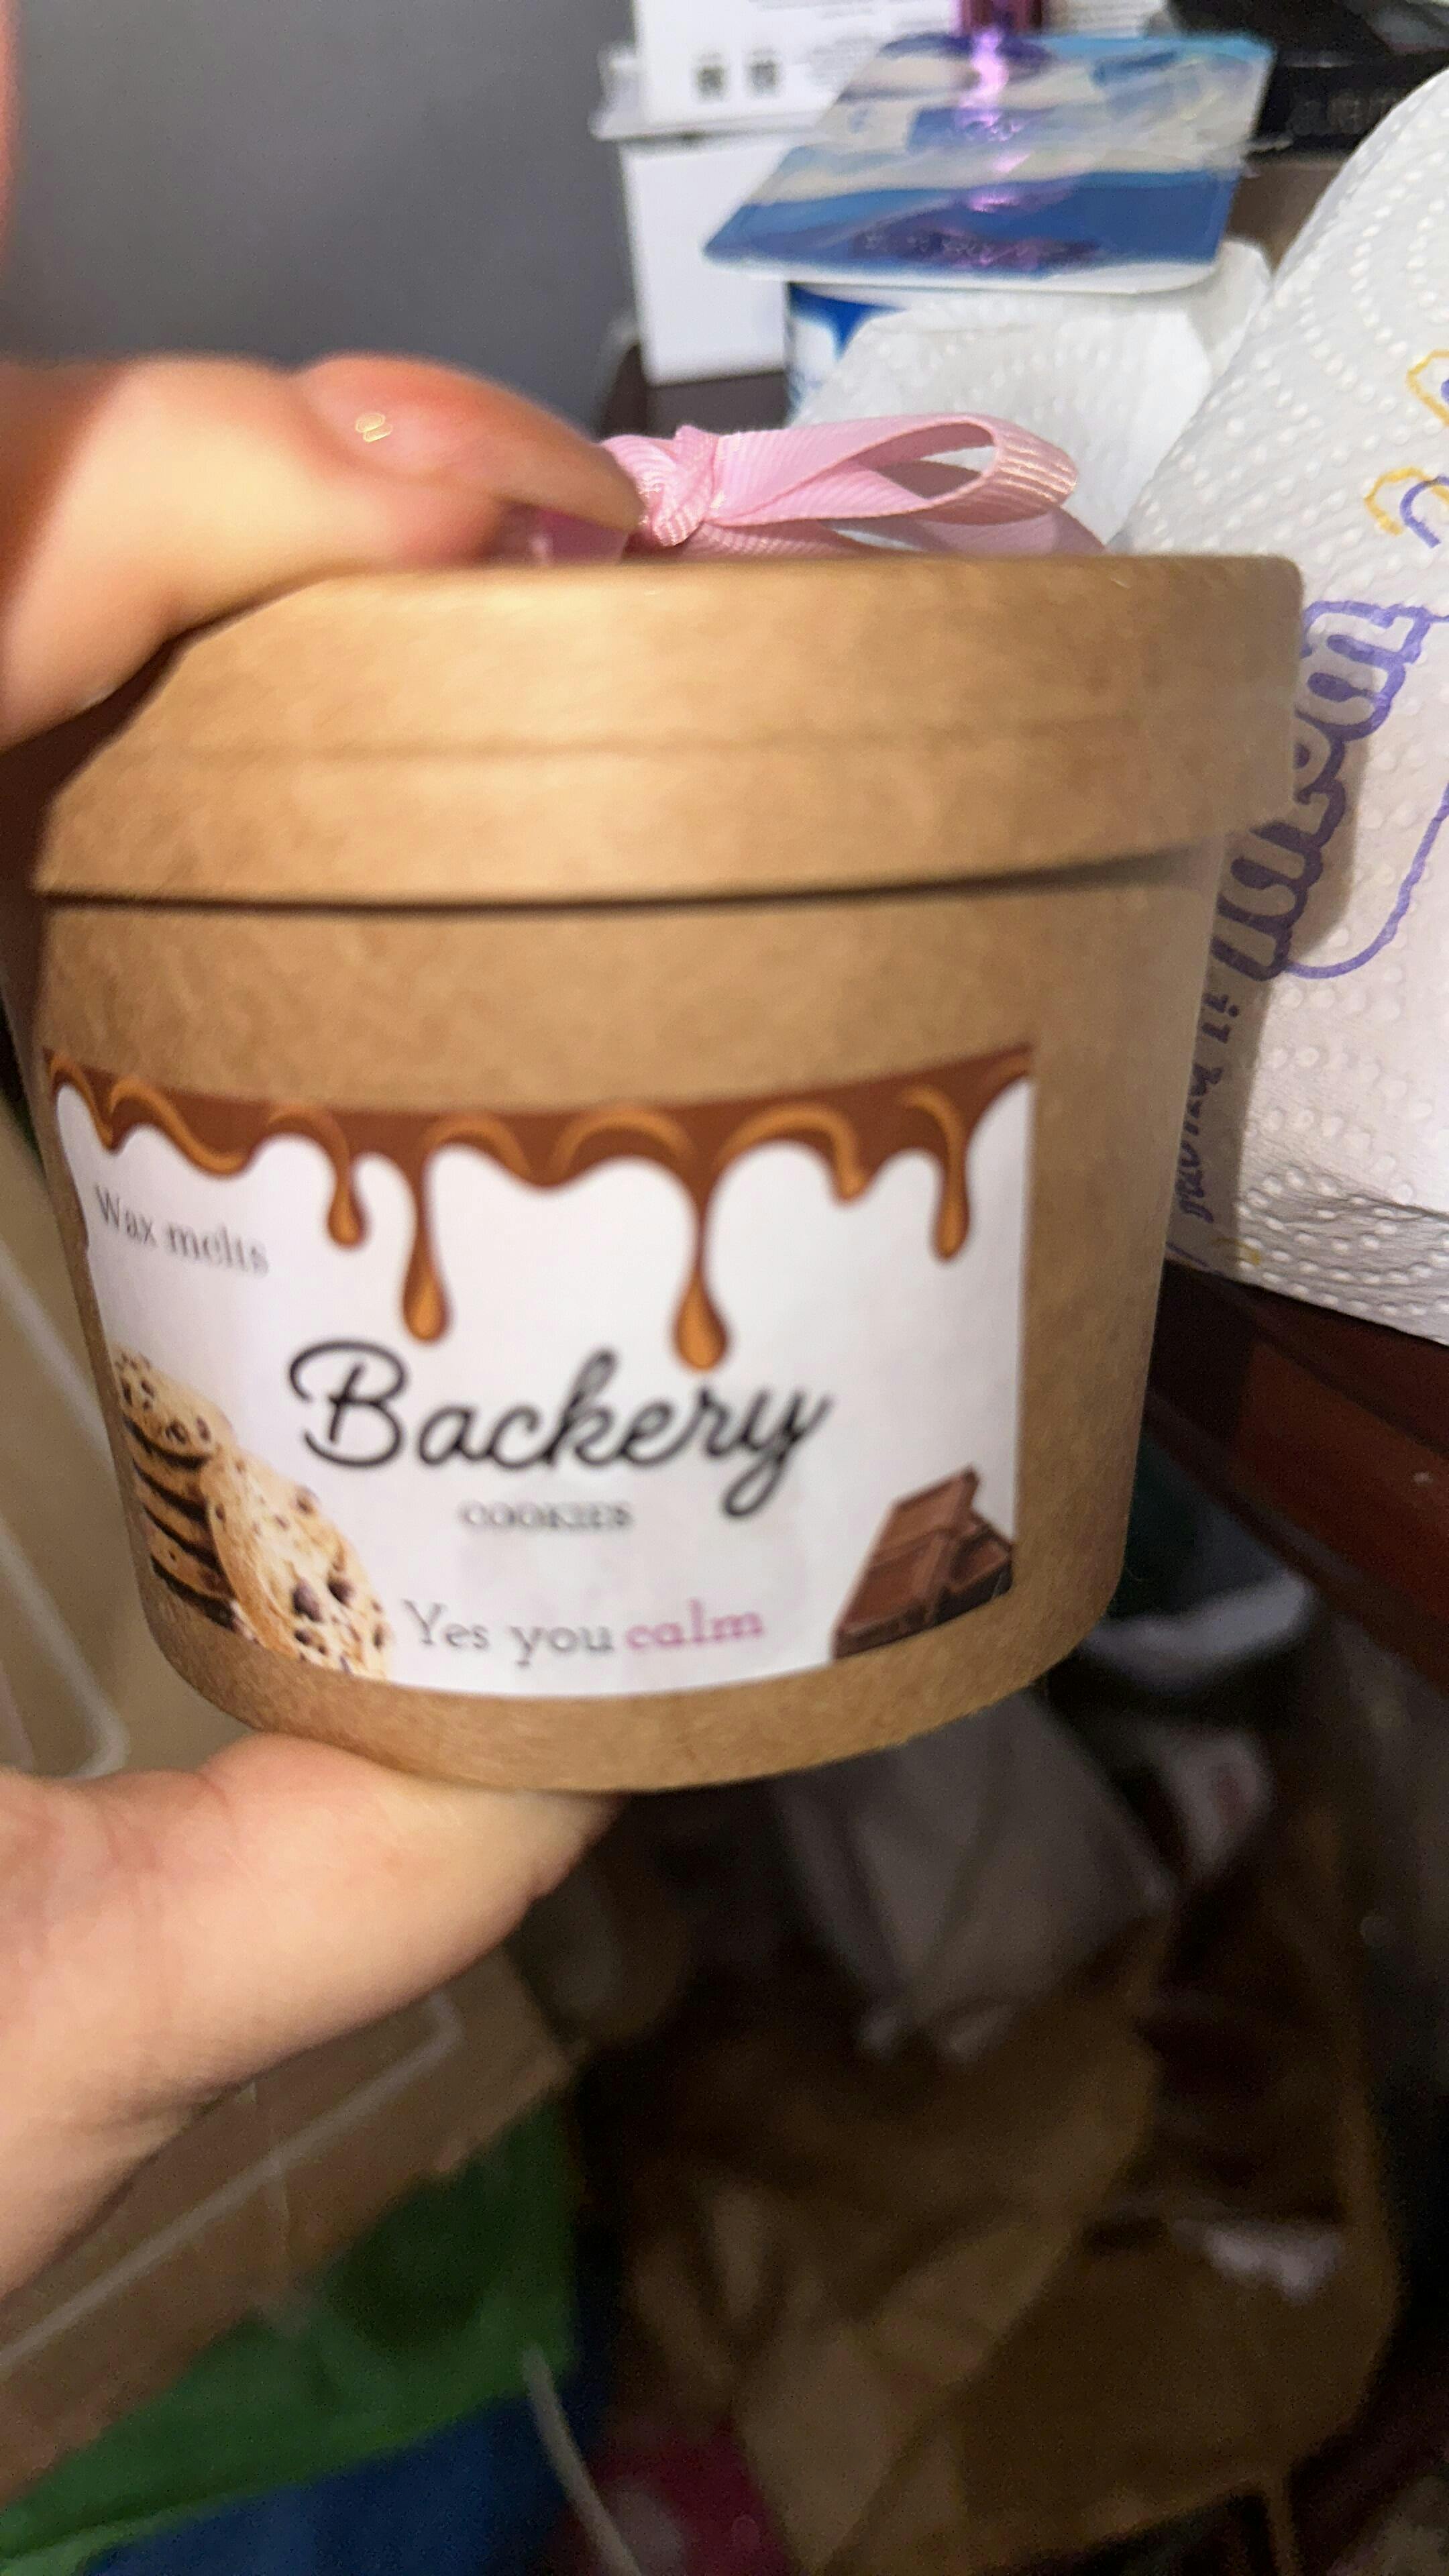 Wax melts
Backery
COOKIES
Yes you calm